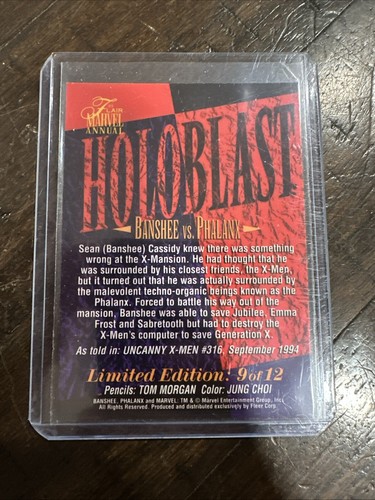 Flair
MARVEL
ANNUAL
HOLOBLAST
BANSHEE VS. PHALANX
Sean (Banshee) Cassidy knew there was something
wrong at the X-Mansion. He had thought that he
was surrounded by his closest friends, the X-Men,
but it turned out that he was actually surrounded by
the malevolent techno-organic beings known as the
Phalanx. Forced to battle his way out of the
mansion, Banshee was able to save Jubilee, Emma
Frost and Sabretooth but had to destroy the
X-Men's computer to save Generation X.
As told in: UNCANNY X-MEN #316, September 1994
Limited Edition: 9 of 12
Pencils: TOM MORGAN Color: JUNG CHOI
BANSHEE, PHALANX and MARVEL: TM & © Marvel Entertainment Group, Inc.
All Rights Reserved. Produced and distributed exclusively by Fleer Corp.